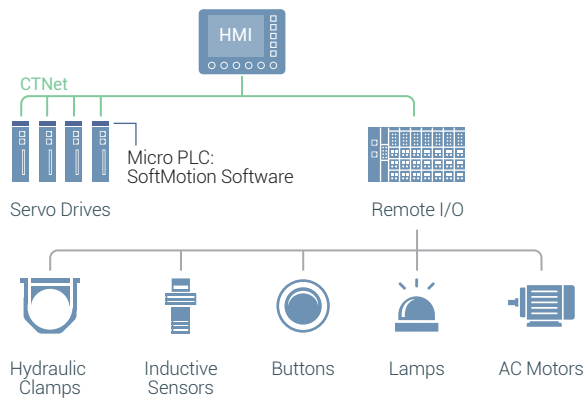 HMI
CTNet
Micro PLC:
SoftMotion Software
Servo Drives
Remote I/O
Hydraulic
Clamps
Inductive
Sensors
Buttons
Lamps
AC Motors